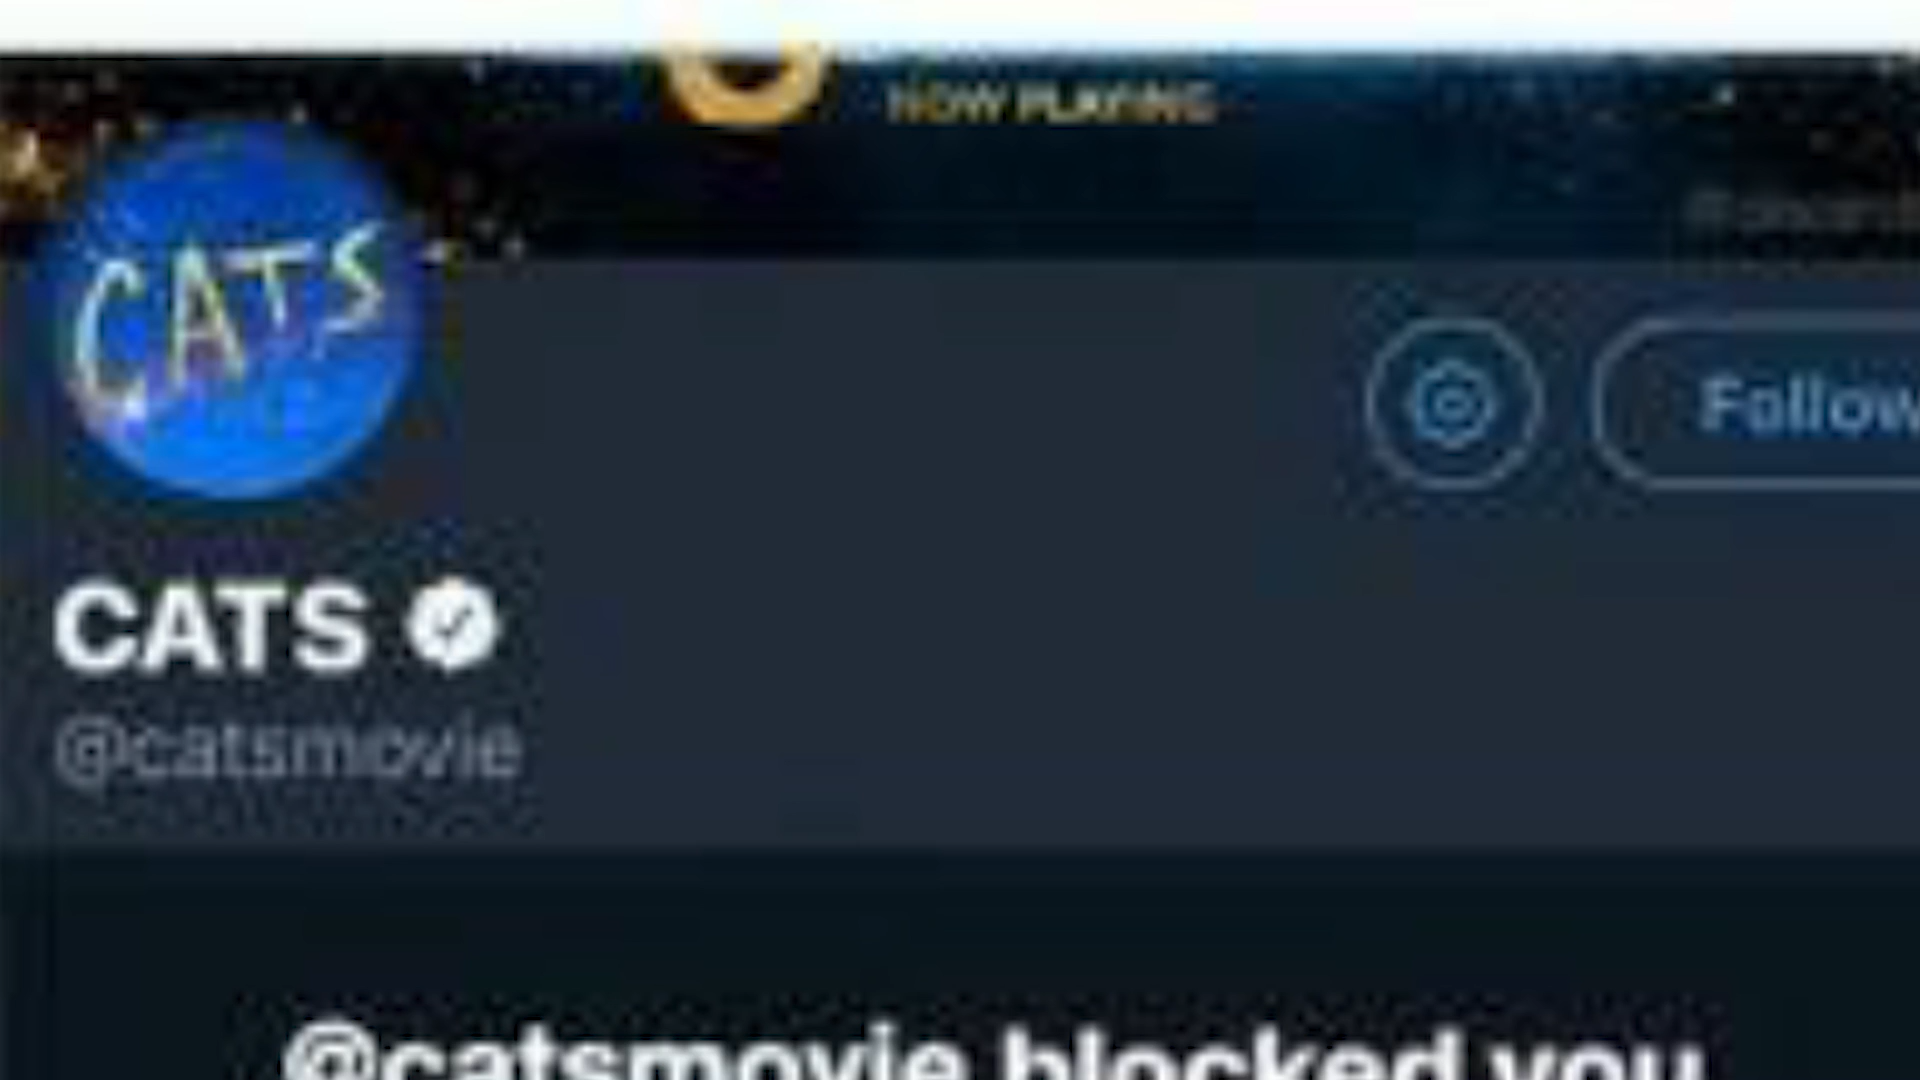 NOW PLAYING
CATS
Follow
CATS
@catsmovie
@catsmovie blocked you